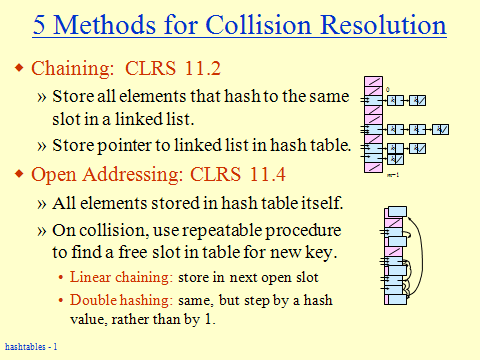 5 Methods for Collision Resolution
Chaining: CLRS 11.2
» Store all elements that hash to the same
slot in a linked list.
» Store pointer to linked list in hash table.
Open Addressing: CLRS 11.4
» All elements stored in hash table itself.
» On collision, use repeatable procedure
to find a free slot in table for new key.
• Linear chaining: store in next open slot
• Double hashing: same, but step by a hash
value, rather than by 1.
0
m–1
hashtables - 1